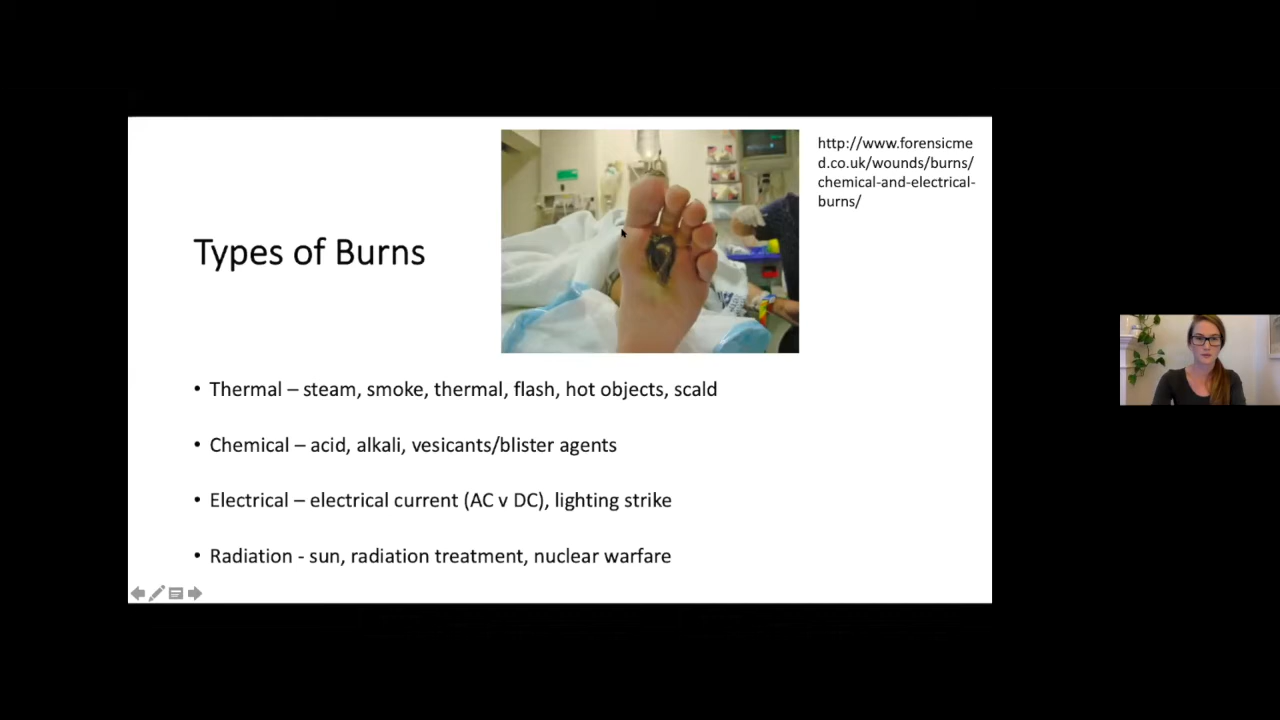 http://www.forensicme
d.co.uk/wounds/burns/
chemical-and-electrical-
burns/
Types of Burns
• Thermal – steam, smoke, thermal, flash, hot objects, scald
• Chemical – acid, alkali, vesicants/blister agents
• Electrical – electrical current (AC v DC), lighting strike
• Radiation - sun, radiation treatment, nuclear warfare